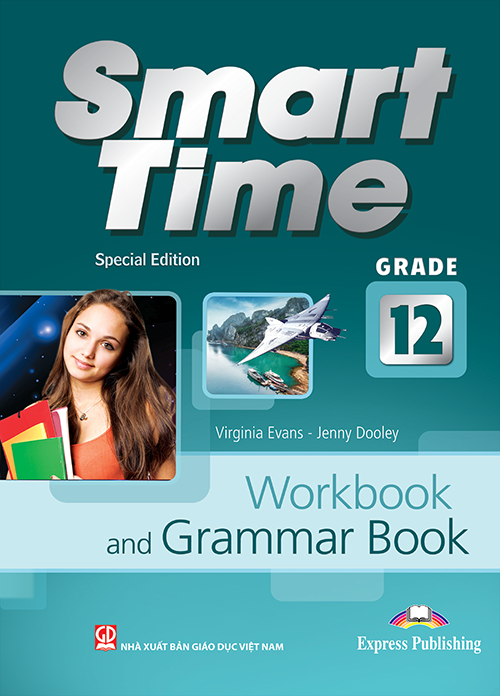 Smart
Time
Special Edition
GRADE
12
Virginia Evans - Jenny Dooley
Workbook
and Grammar Book
GD
NHÀ XUẤT BẢN GIÁO DỤC VIỆT NAM
Express Publishing